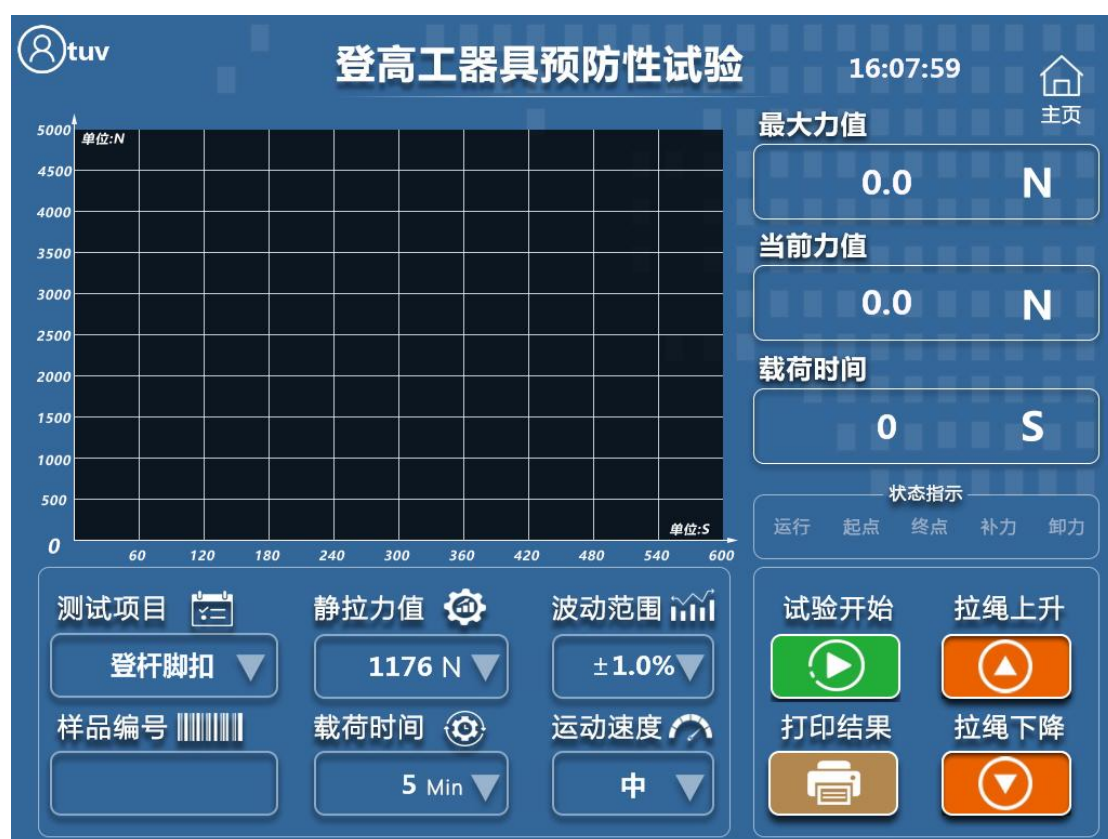 tuv
登高工器具预防性试验
16:07:59
主页
单位:N
5000
4500
4000
3500
3000
2500
2000
1500
1000
500
0
60 120 180 240 300 360 420 480 540 600
单位:S
最大力值
0.0 N
当前力值
0.0 N
载荷时间
0 S
状态指示
运行 起点 终点 补力 卸力
测试项目 静拉力值 波动范围
登杆脚扣 1176 N ±1.0%
样品编号 载荷时间 运动速度
5 Min 中
试验开始 拉绳上升
打印结果 拉绳下降